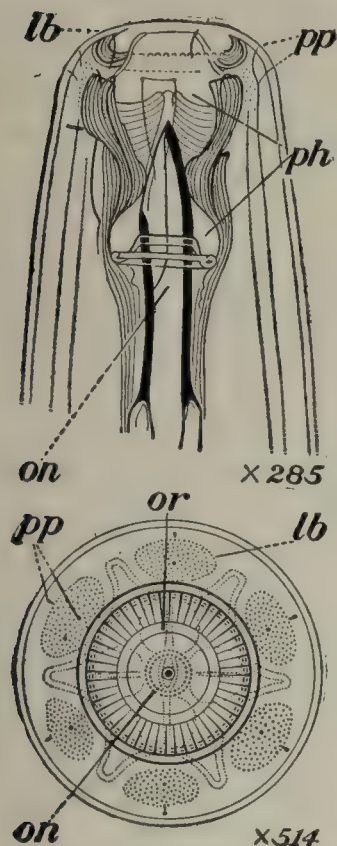 lb pp
ph
on ×285
or
pp lb
on ×514